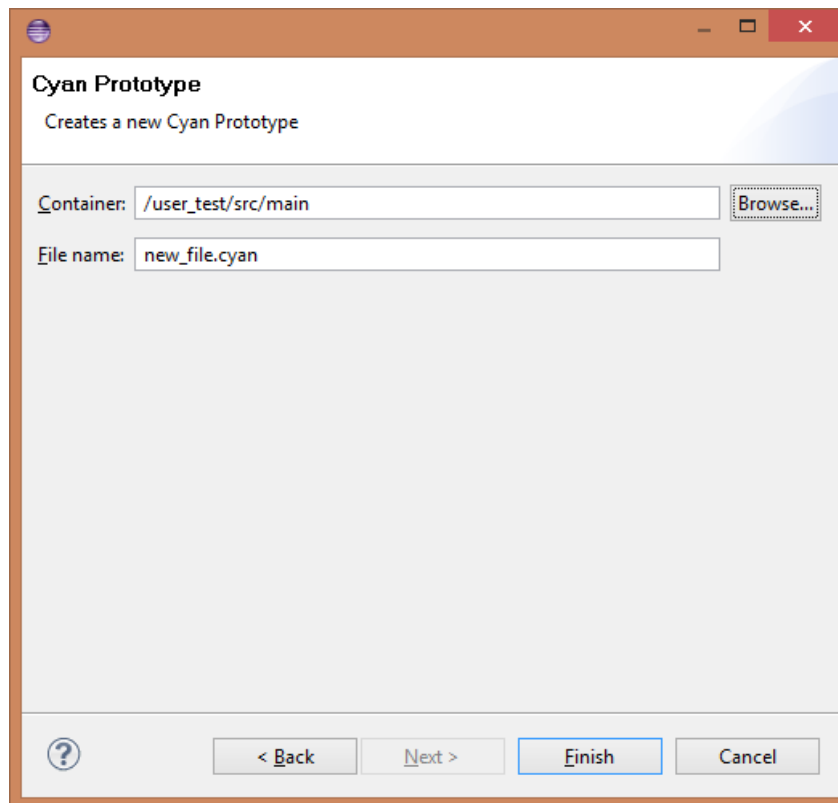 Cyan Prototype
Creates a new Cyan Prototype
Container: /user_test/src/main Browse...
File name: new_file.cyan
? < Back Next > Finish Cancel